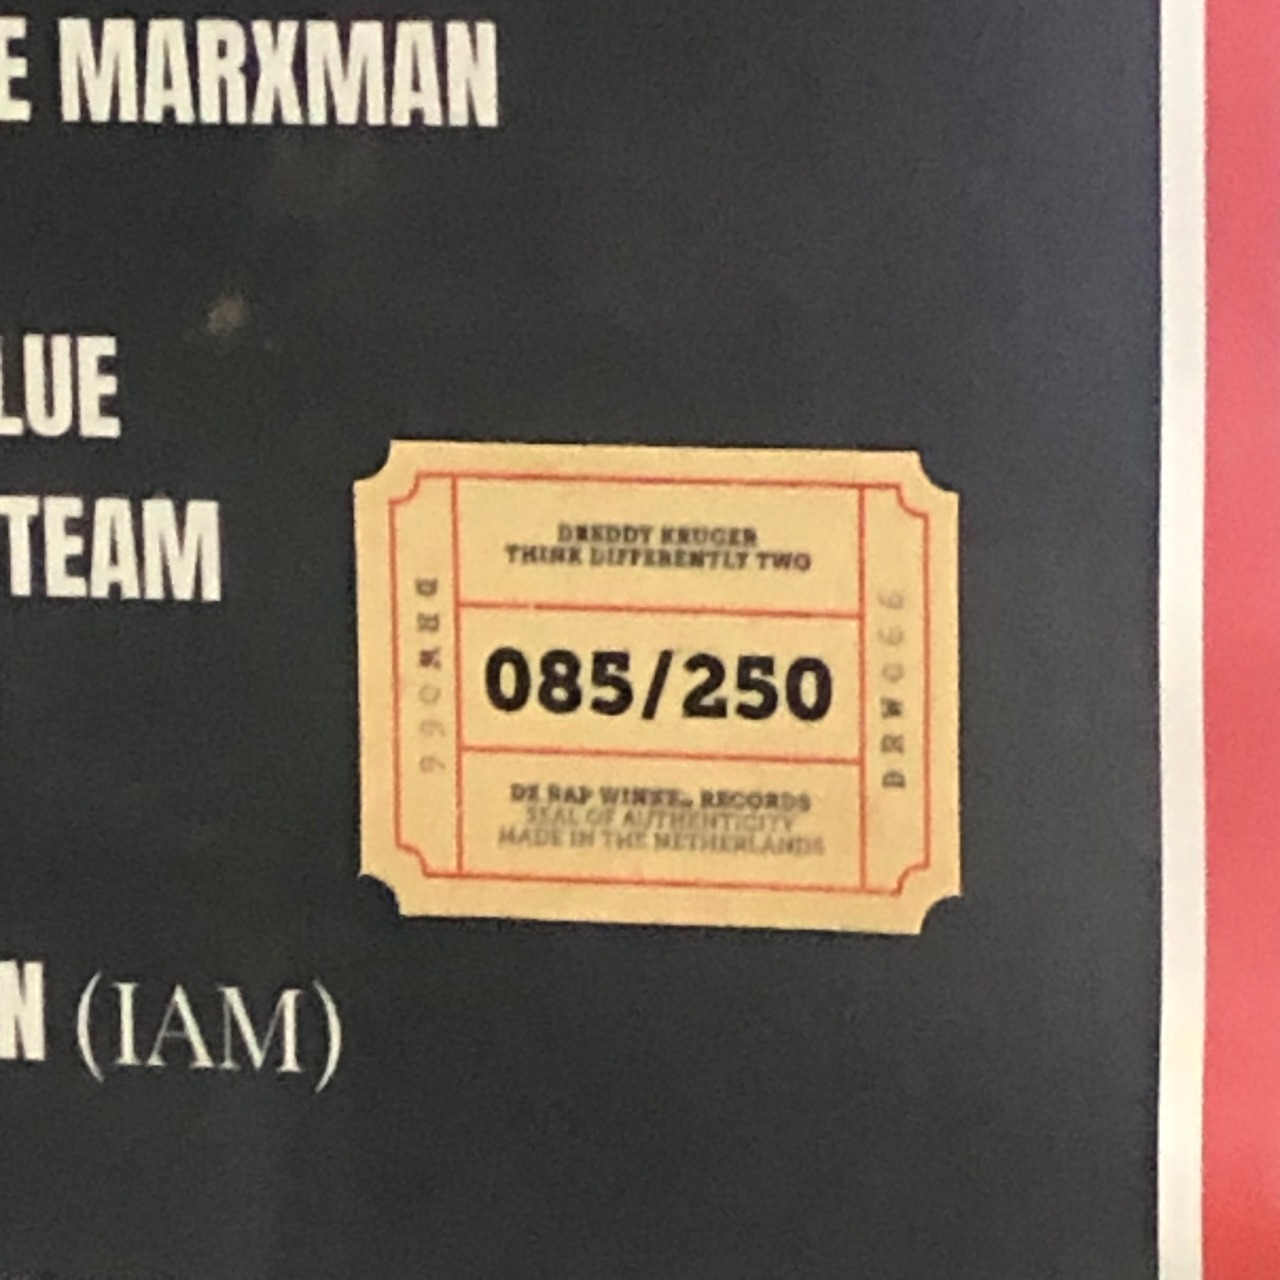 E MARXMAN
LUE
TEAM
DREDDY KRUGER
THINK DIFFERENTLY TWO
DRW066
085/250
DRW066
DE RAP WINKEL RECORDS
SEAL OF AUTHENTICITY
MADE IN THE NETHERLANDS
N (IAM)